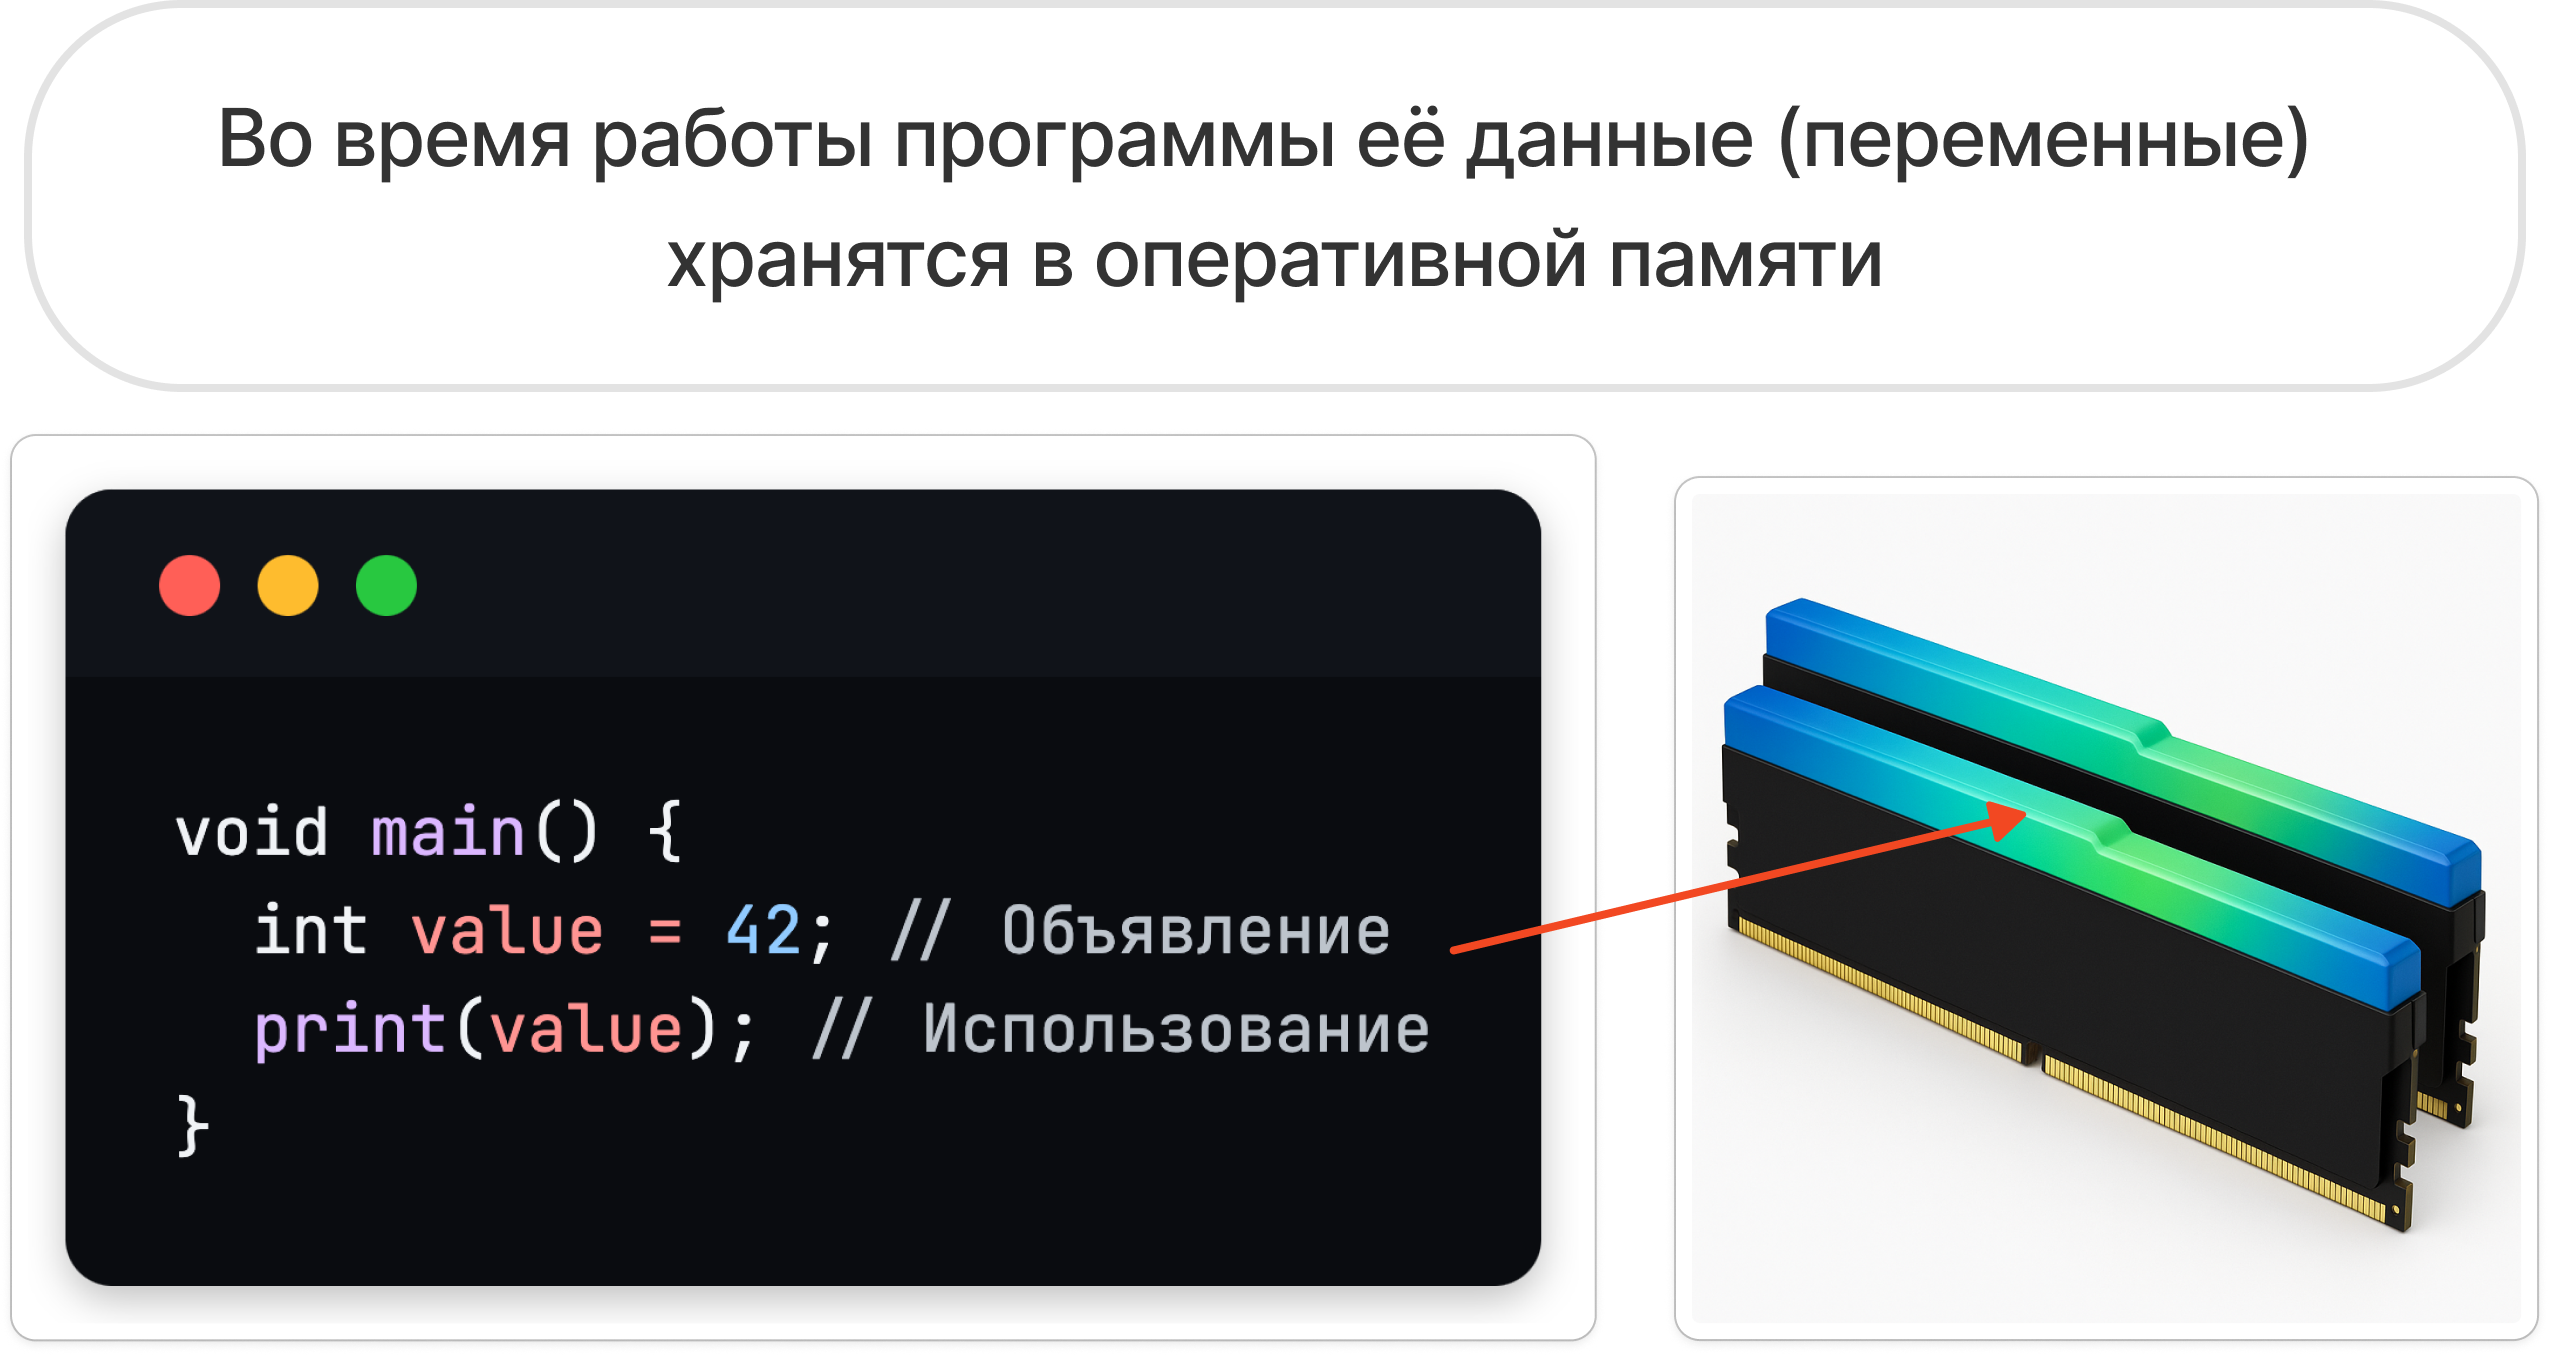 Во время работы программы её данные (переменные)
хранятся в оперативной памяти
void main() {
  int value = 42; // Объявление
  print(value); // Использование
}